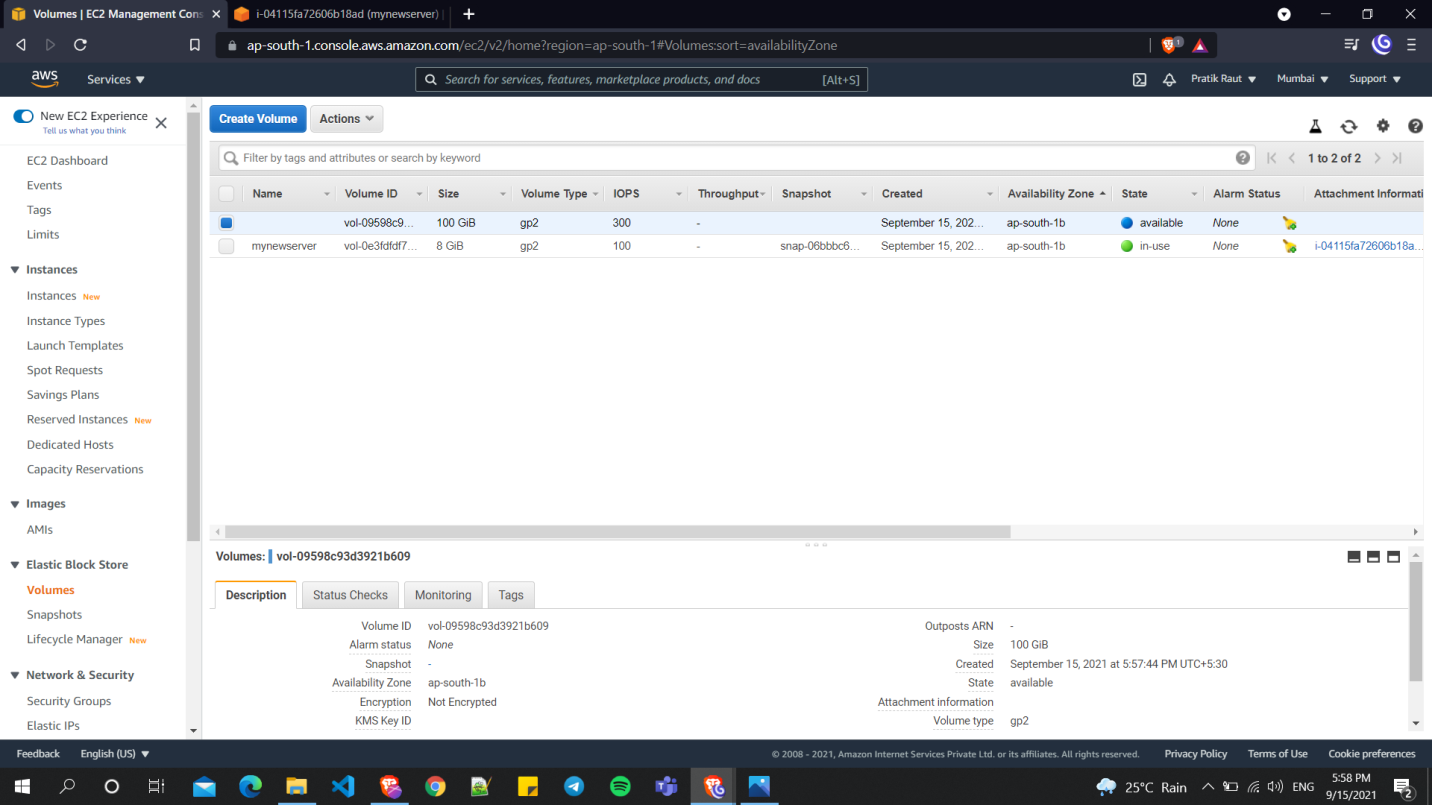 Volumes | EC2 Management Cons
i-04115fa72606b18ad (mynewserver)
ap-south-1.console.aws.amazon.com/ec2/v2/home?region=ap-south-1#Volumes:sort=availabilityZone
1
aws
Services
Search for services, features, marketplace products, and docs
[Alt+S]
Pratik Raut
Mumbai
Support
New EC2 Experience
Tell us what you think
EC2 Dashboard
Events
Tags
Limits
Instances
Instances New
Instance Types
Launch Templates
Spot Requests
Savings Plans
Reserved Instances New
Dedicated Hosts
Capacity Reservations
Images
AMIs
Elastic Block Store
Volumes
Snapshots
Lifecycle Manager New
Network & Security
Security Groups
Elastic IPs
Create Volume
Actions
Filter by tags and attributes or search by keyword
1 to 2 of 2
Name Volume ID Size Volume Type IOPS Throughput Snapshot Created Availability Zone State Alarm Status Attachment Informati
vol-09598c9... 100 GiB gp2 300 - September 15, 202... ap-south-1b available None
mynewserver vol-0e3fdfdf7... 8 GiB gp2 100 - snap-06bbbc6... September 15, 202... ap-south-1b in-use None i-04115fa72606b18a...
Volumes: vol-09598c93d3921b609
Description Status Checks Monitoring Tags
Volume ID vol-09598c93d3921b609 Outposts ARN -
Alarm status None Size 100 GiB
Snapshot - Created September 15, 2021 at 5:57:44 PM UTC+5:30
Availability Zone ap-south-1b State available
Encryption Not Encrypted Attachment information
KMS Key ID Volume type gp2
Feedback English (US) © 2008 - 2021, Amazon Internet Services Private Ltd. or its affiliates. All rights reserved. Privacy Policy Terms of Use Cookie preferences
25°C Rain
ENG
5:58 PM
9/15/2021
2